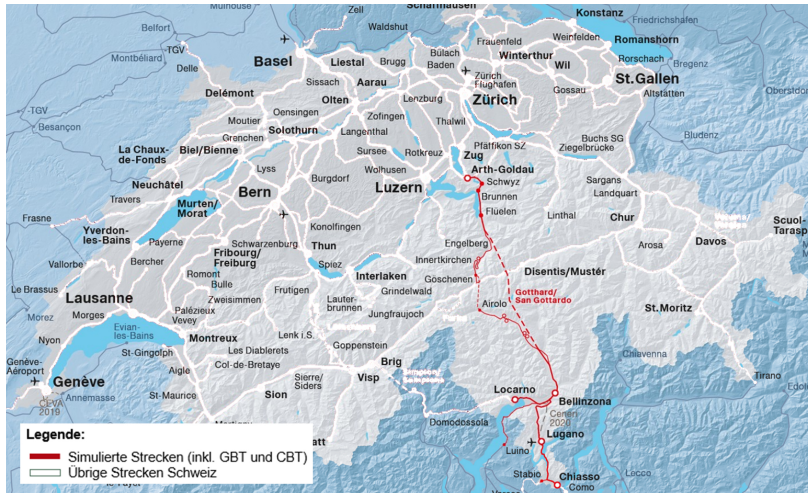 Mulhouse
Zell
Schaffhausen
Konstanz
Friedrichshafen
Belfort
Waldshut
Romanshorn
TGV
Montbéliard
Delle
Basel
Liestal
Brugg
Bülach
Baden
Frauenfeld
Weinfelden
Winterthur
Wil
Rorschach
Bregenz
Sissach
Aarau
Zürich
Flughafen
St.Gallen
Gossau
Altstätten
Delémont
Olten
Lenzburg
Zürich
TGV
Besançon
Moutier
Oensingen
Zofingen
Thalwil
Grenchen
Solothurn
Langenthal
La Chaux-
de-Fonds
Biel/Bienne
Sursee
Rotkreuz
Zug
Pfäffikon SZ
Buchs SG
Ziegelbrücke
Bludenz
Lyss
Burgdorf
Wolhusen
Arth-Goldau
Neuchâtel
Travers
Bern
Luzern
Schwyz
Brunnen
Sargans
Landquart
Murten/
Morat
Flüelen
Linthal
Chur
Davos
Scuol-
Tarasp
Frasne
Yverdon-
les-Bains
Payerne
Schwarzenburg
Konolfingen
Engelberg
Arosa
Thun
Fribourg/
Freiburg
Innertkirchen
Göschenen
Disentis/Mustér
Vallorbe
Bercher
Romont
Bulle
Spiez
Interlaken
Le Brassus
Lausanne
Palézieux
Zweisimmen
Frutigen
Lauter-
brunnen
Grindelwald
Gotthard/
San Gottardo
Airolo
St.Moritz
Morez
Morges
Vevey
Jungfraujoch
Evian-
les-Bains
Montreux
Lenk i.S.
Nyon
St-Gingolph
Les Diablerets
Goppenstein
Chiavenna
Genève-
Aéroport
Aigle
Col-de-Bretaye
Brig
Visp
Tirano
Genève
Annemasse
CEVA
2019
St-Maurice
Sion
Sierre/
Siders
Locarno
Bellinzona
Domodossola
Ceneri
2020
Lugano
Luino
Stabio
Chiasso
Como
Lecco
Legende:
Simulierte Strecken (inkl. GBT und CBT)
Übrige Strecken Schweiz